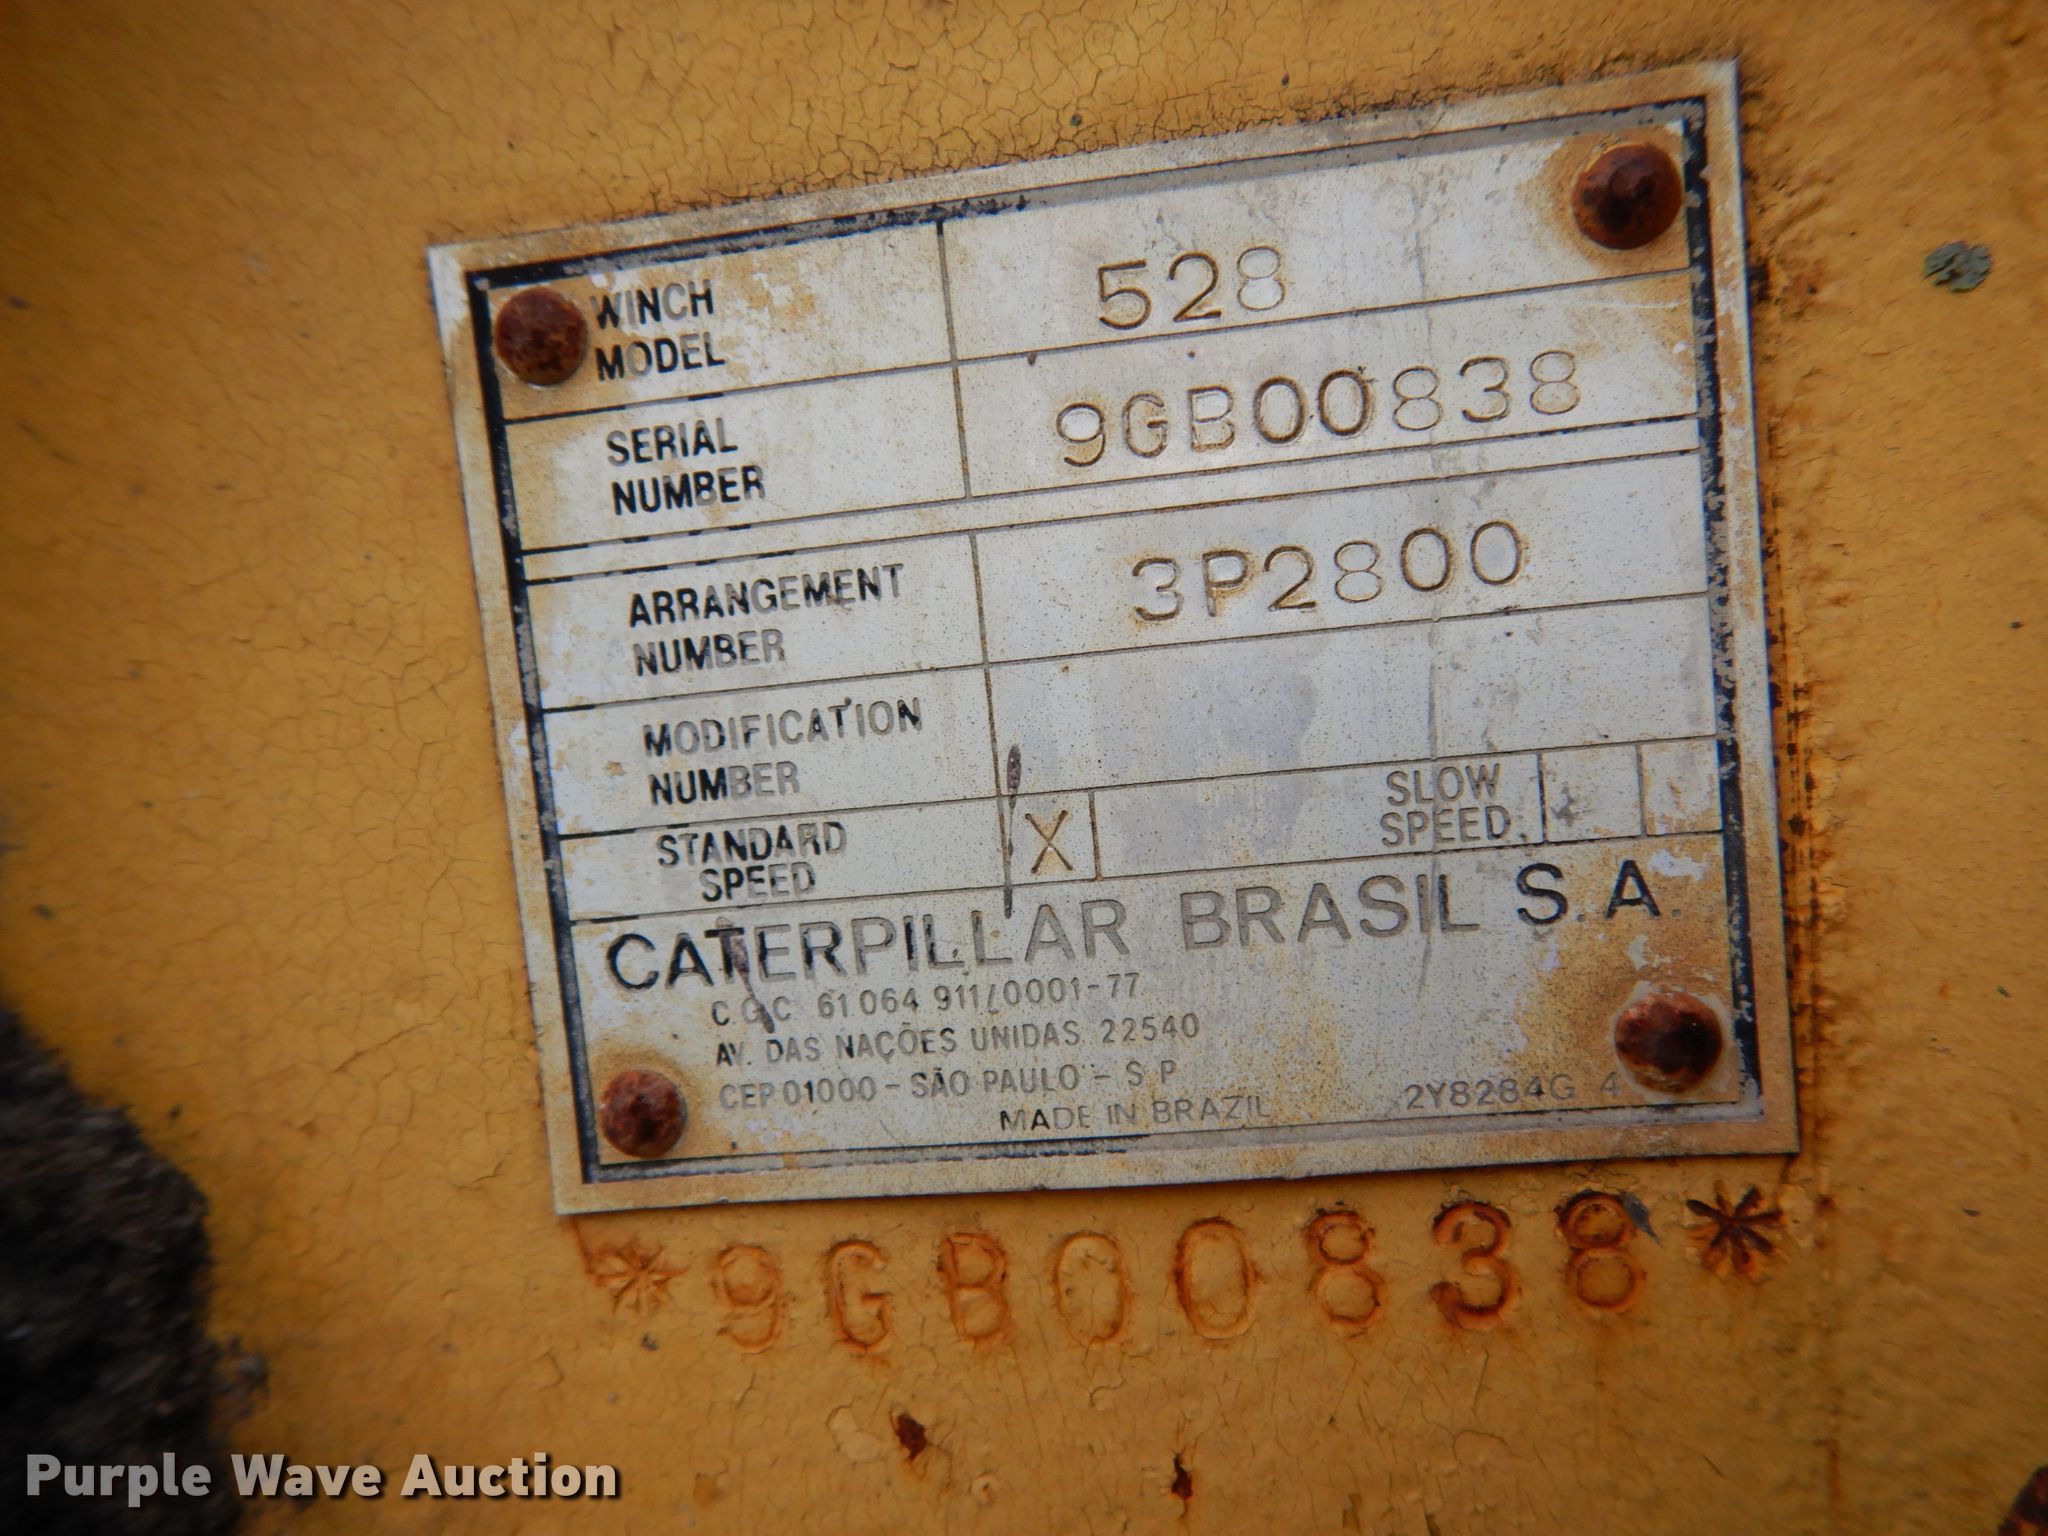 WINCH MODEL 528
SERIAL NUMBER 9GB00838
ARRANGEMENT NUMBER 3P2800
MODIFICATION NUMBER
STANDARD SPEED X SLOW SPEED
CATERPILLAR BRASIL S.A.
C.G.C 61 064 911/0001-77
AV. DAS NAÇÕES UNIDAS 22540
CEP 01000 - SÃO PAULO - S P
MADE IN BRAZIL 2Y8284G 4
*9GB00838*
Purple Wave Auction